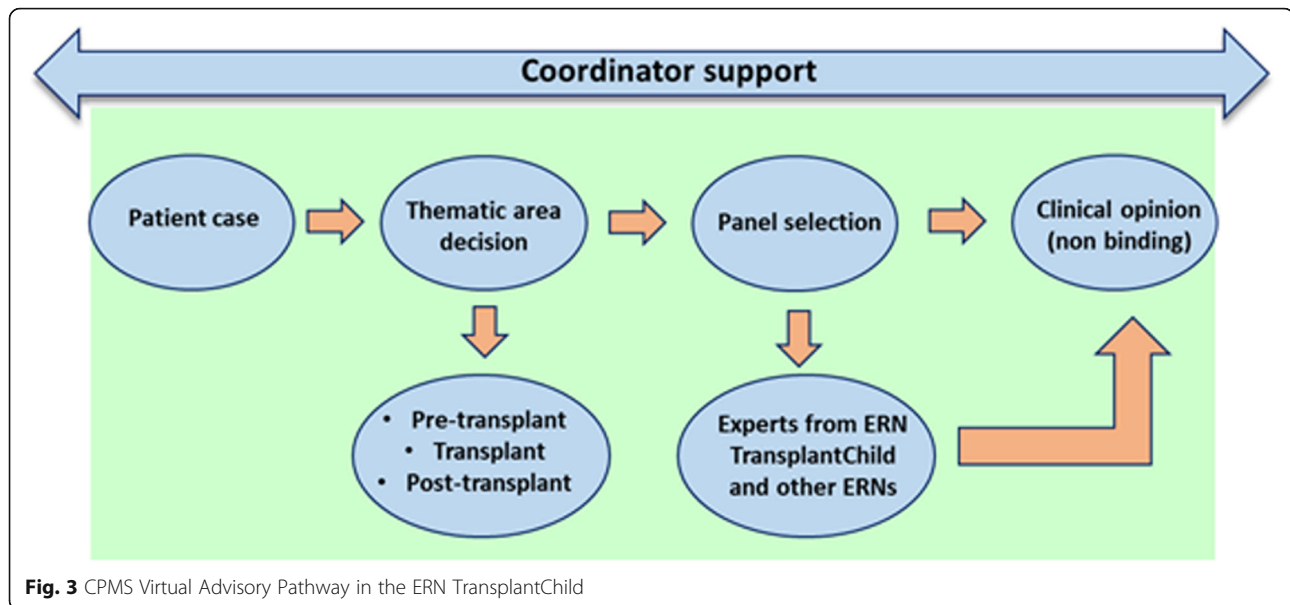 Coordinator support
Patient case
Thematic area
decision
Panel selection
Clinical opinion
(non binding)
• Pre-transplant
• Transplant
• Post-transplant
Experts from ERN
TransplantChild
and other ERNs
Fig. 3 CPMS Virtual Advisory Pathway in the ERN TransplantChild